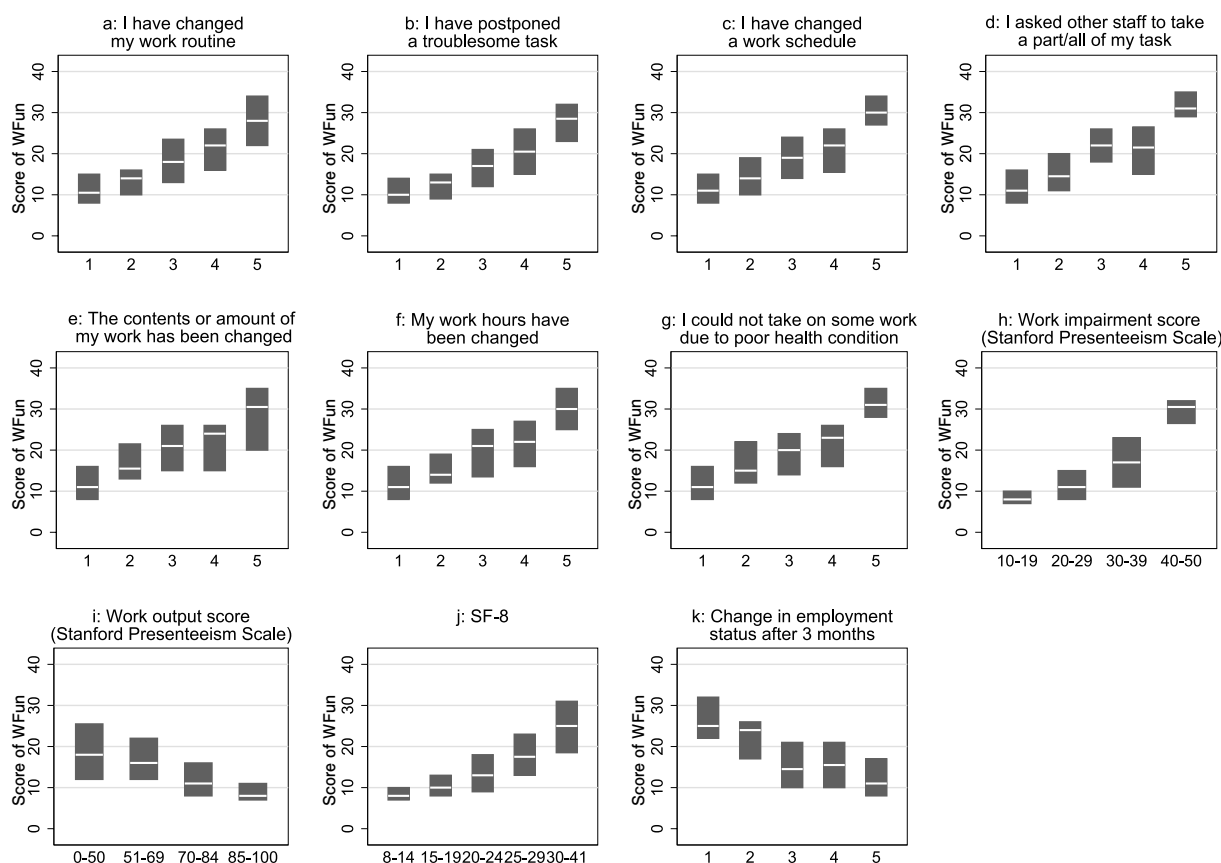 a: I have changed
my work routine
Score of WFun
40
30
20
10
0
1 2 3 4 5
b: I have postponed
a troublesome task
Score of WFun
40
30
20
10
0
1 2 3 4 5
c: I have changed
a work schedule
Score of WFun
40
30
20
10
0
1 2 3 4 5
d: I asked other staff to take
a part/all of my task
Score of WFun
40
30
20
10
0
1 2 3 4 5
e: The contents or amount of
my work has been changed
Score of WFun
40
30
20
10
0
1 2 3 4 5
f: My work hours have
been changed
Score of WFun
40
30
20
10
0
1 2 3 4 5
g: I could not take on some work
due to poor health condition
Score of WFun
40
30
20
10
0
1 2 3 4 5
h: Work impairment score
(Stanford Presenteeism Scale)
Score of WFun
40
30
20
10
0
10-19 20-29 30-39 40-50
i: Work output score
(Stanford Presenteeism Scale)
Score of WFun
40
30
20
10
0
0-50 51-69 70-84 85-100
j: SF-8
Score of WFun
40
30
20
10
0
8-14 15-19 20-24 25-29 30-41
k: Change in employment
status after 3 months
Score of WFun
40
30
20
10
0
1 2 3 4 5